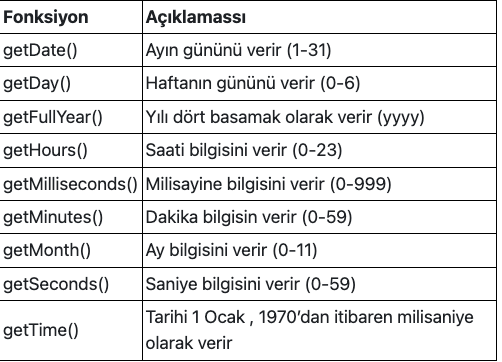 Fonksiyon Açıklamassı
getDate() Ayın gününü verir (1-31)
getDay() Haftanın gününü verir (0-6)
getFullYear() Yılı dört basamak olarak verir (yyyy)
getHours() Saati bilgisini verir (0-23)
getMilliseconds() Milisayine bilgisini verir (0-999)
getMinutes() Dakika bilgisin verir (0-59)
getMonth() Ay bilgisini verir (0-11)
getSeconds() Saniye bilgisini verir (0-59)
getTime() Tarihi 1 Ocak , 1970’dan itibaren milisaniye
olarak verir